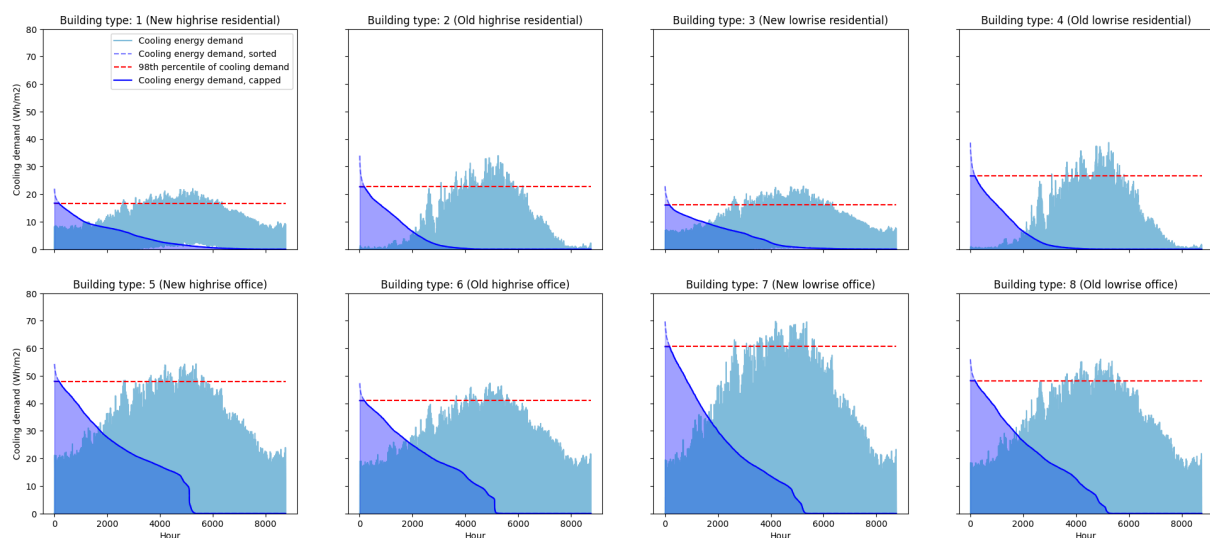 Building type: 1 (New highrise residential)
Building type: 2 (Old highrise residential)
Building type: 3 (New lowrise residential)
Building type: 4 (Old lowrise residential)
80
70
60
50
40
30
20
10
0
Cooling demand (Wh/m2)
Cooling energy demand
Cooling energy demand, sorted
98th percentile of cooling demand
Cooling energy demand, capped
Building type: 5 (New highrise office)
Building type: 6 (Old highrise office)
Building type: 7 (New lowrise office)
Building type: 8 (Old lowrise office)
80
70
60
50
40
30
20
10
0
Cooling demand (Wh/m2)
0 2000 4000 6000 8000
0 2000 4000 6000 8000
0 2000 4000 6000 8000
0 2000 4000 6000 8000
Hour
Hour
Hour
Hour